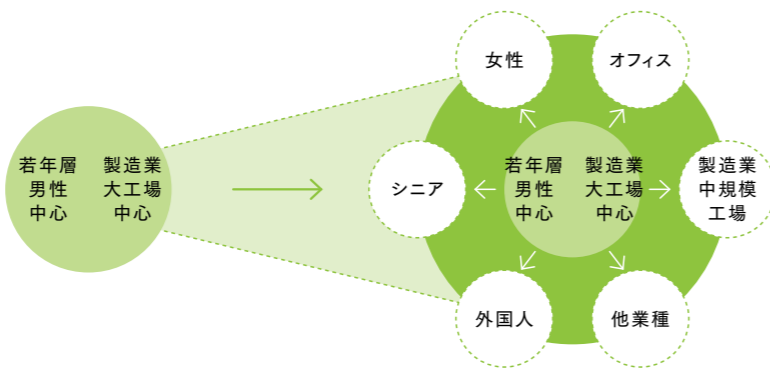 若年層
男性
中心
製造業
大工場
中心
女性
オフィス
シニア
若年層
男性
中心
製造業
大工場
中心
製造業
中規模
工場
外国人
他業種